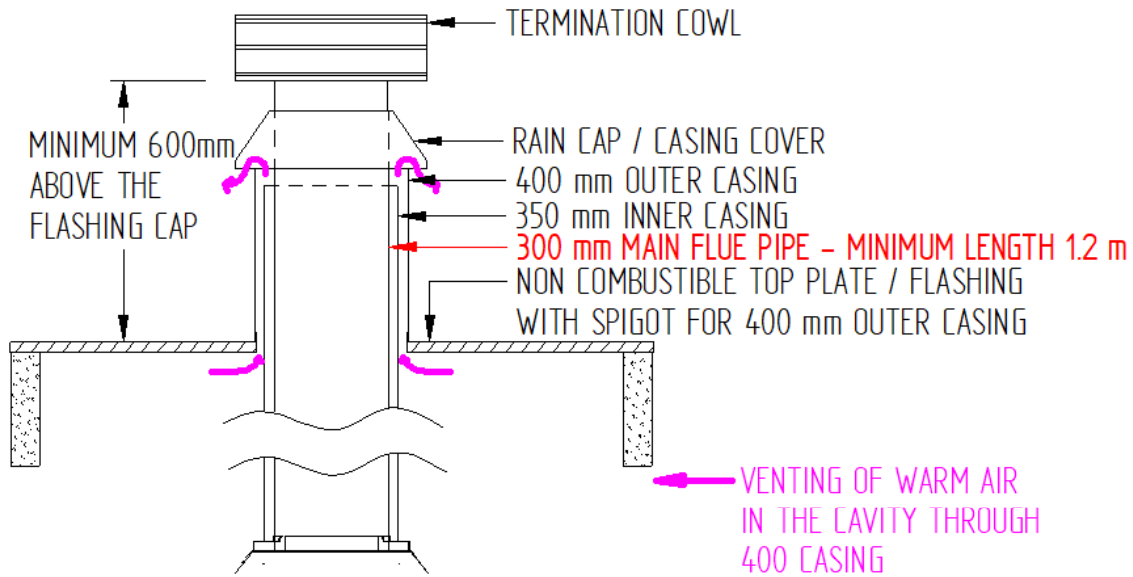 TERMINATION COWL
MINIMUM 600mm
ABOVE THE
FLASHING CAP
RAIN CAP / CASING COVER
400 mm OUTER CASING
350 mm INNER CASING
300 mm MAIN FLUE PIPE - MINIMUM LENGTH 1.2 m
NON COMBUSTIBLE TOP PLATE / FLASHING
WITH SPIGOT FOR 400 mm OUTER CASING
VENTING OF WARM AIR
IN THE CAVITY THROUGH
400 CASING